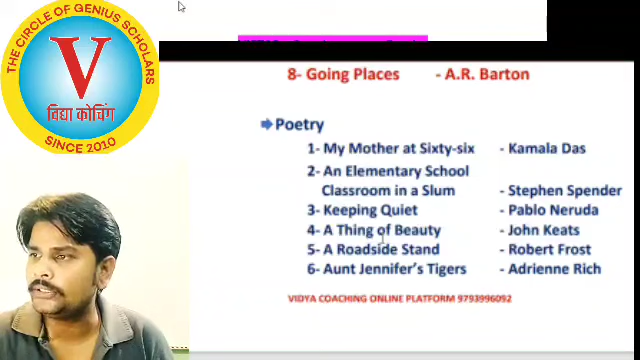 THE CIRCLE OF GENIUS SCHOLARS
V
विद्या कोचिंग
SINCE 2010
8- Going Places - A.R. Barton
Poetry
1- My Mother at Sixty-six - Kamala Das
2- An Elementary School
Classroom in a Slum - Stephen Spender
3- Keeping Quiet - Pablo Neruda
4- A Thing of Beauty - John Keats
5- A Roadside Stand - Robert Frost
6- Aunt Jennifer's Tigers - Adrienne Rich
VIDYA COACHING ONLINE PLATFORM 9793996092